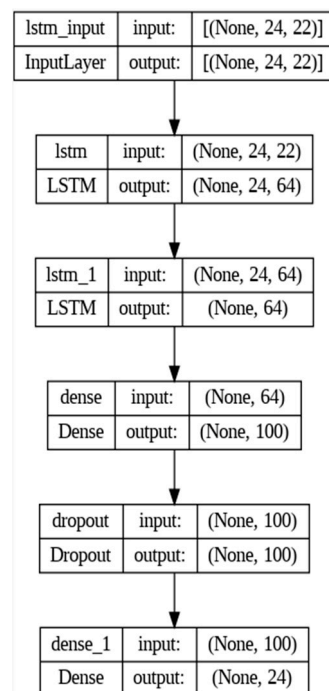 lstm_input input: [(None, 24, 22)]
InputLayer output: [(None, 24, 22)]
lstm input: (None, 24, 22)
LSTM output: (None, 24, 64)
lstm_1 input: (None, 24, 64)
LSTM output: (None, 64)
dense input: (None, 64)
Dense output: (None, 100)
dropout input: (None, 100)
Dropout output: (None, 100)
dense_1 input: (None, 100)
Dense output: (None, 24)